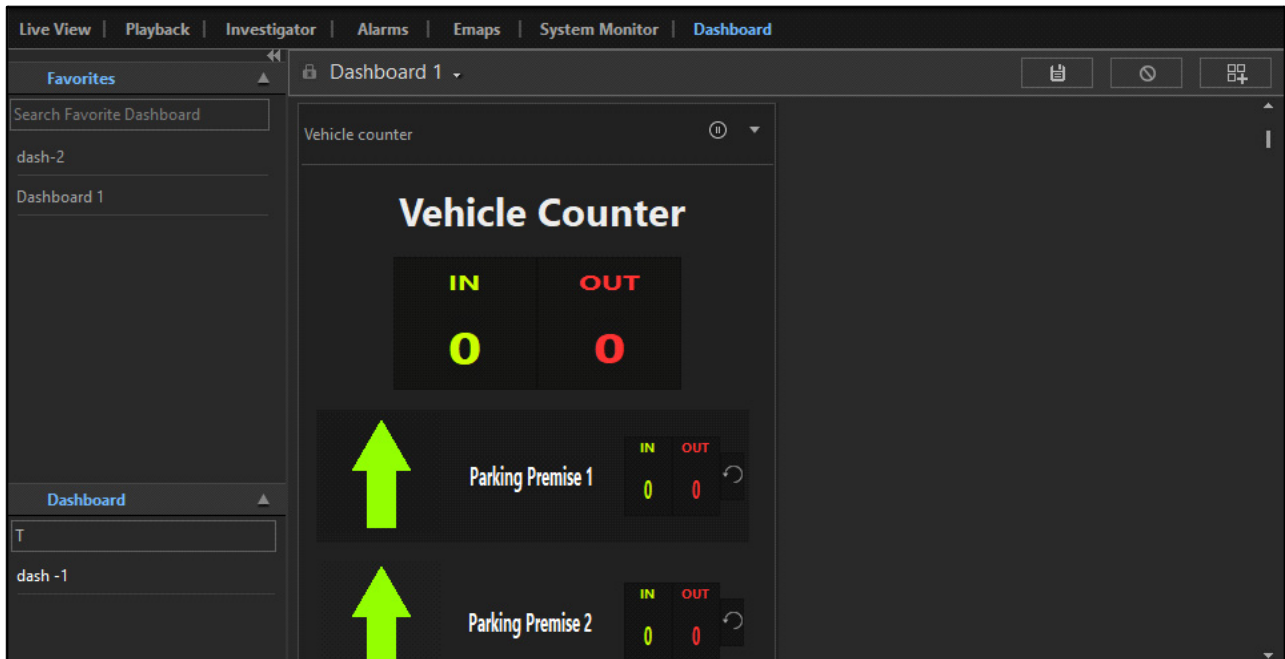 Live View | Playback | Investigator | Alarms | Emaps | System Monitor | Dashboard
Favorites
Search Favorite Dashboard
dash-2
Dashboard 1
Dashboard
T
dash -1
Dashboard 1
Vehicle counter
Vehicle Counter
IN OUT
0 0
Parking Premise 1
IN OUT
0 0
Parking Premise 2
IN OUT
0 0